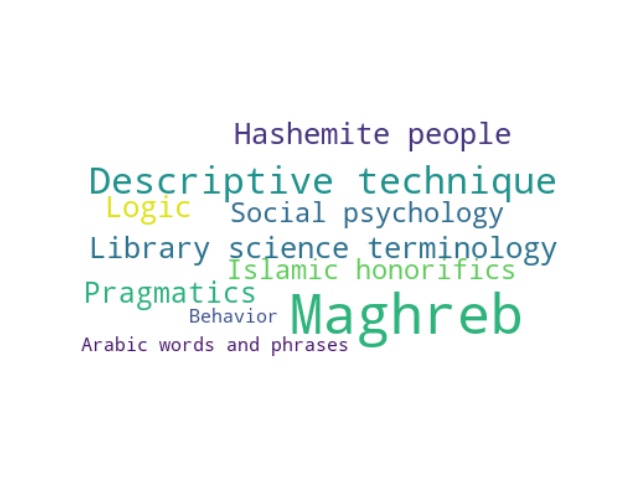 Hashemite people
Descriptive technique
Logic
Social psychology
Library science terminology
Islamic honorifics
Pragmatics
Maghreb
Behavior
Arabic words and phrases